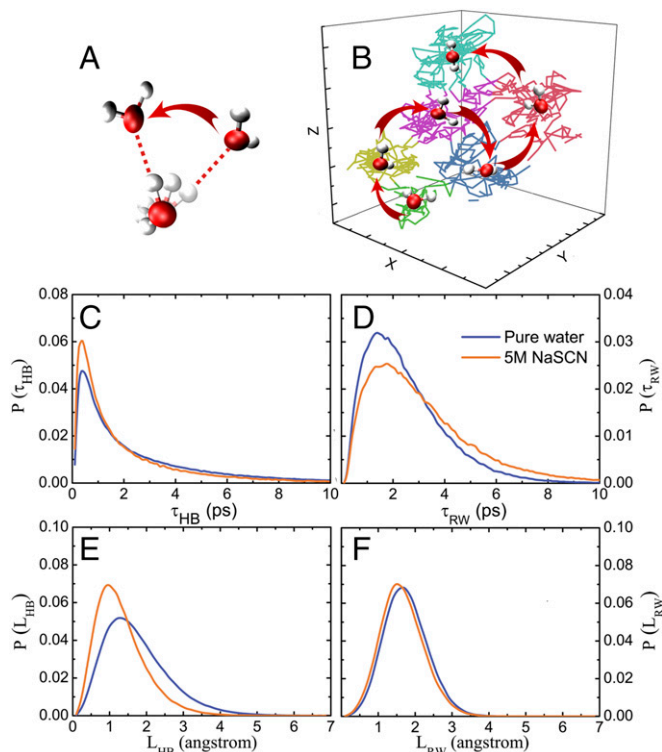 A
B
Z
X
Y
C
0.08
0.06
0.04
0.02
0.00
P (τHB)
0 2 4 6 8 10
τHB (ps)
D
Pure water
5M NaSCN
0.04
0.03
0.02
0.01
0.00
P (τRW)
2 4 6 8 10
τRW (ps)
E
0.10
0.08
0.06
0.04
0.02
0.00
P (LHB)
0 1 2 3 4 5 6 7
LHB (angstrom)
F
0.10
0.08
0.06
0.04
0.02
0.00
P (LRW)
1 2 3 4 5 6 7
LRW (angstrom)